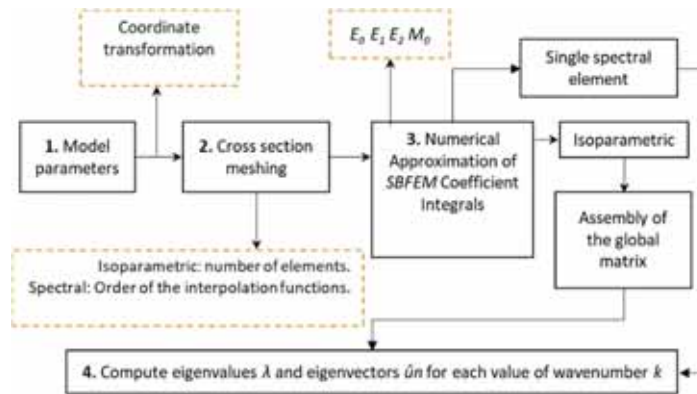 Coordinate
transformation
E₀ E₁ E₂ M₀
Single spectral
element
1. Model
parameters
2. Cross section
meshing
3. Numerical
Approximation of
SBFEM Coefficient
Integrals
Isoparametric
Assembly of
the global
matrix
Isoparametric: number of elements.
Spectral: Order of the interpolation functions.
4. Compute eigenvalues λ and eigenvectors ûn for each value of wavenumber k